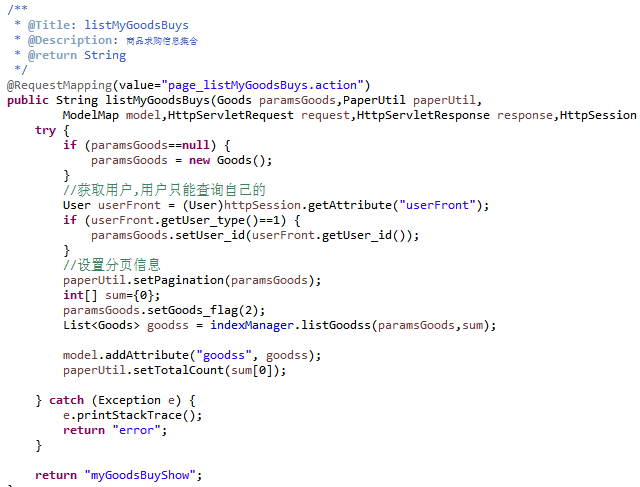 /**
 * @Title: listMyGoodsBuys
 * @Description: 商品求购信息集合
 * @return String
 */
@RequestMapping(value="page_listMyGoodsBuys.action")
public String listMyGoodsBuys(Goods paramsGoods,PaperUtil paperUtil,
        ModelMap model,HttpServletRequest request,HttpServletResponse response,HttpSession
    try {
        if (paramsGoods==null) {
            paramsGoods = new Goods();
        }
        //获取用户,用户只能查询自己的
        User userFront = (User)httpSession.getAttribute("userFront");
        if (userFront.getUser_type()==1) {
            paramsGoods.setUser_id(userFront.getUser_id());
        }
        //设置分页信息
        paperUtil.setPagination(paramsGoods);
        int[] sum={0};
        paramsGoods.setGoods_flag(2);
        List<Goods> goodss = indexManager.listGoodss(paramsGoods,sum);
        model.addAttribute("goodss", goodss);
        paperUtil.setTotalCount(sum[0]);
    } catch (Exception e) {
        e.printStackTrace();
        return "error";
    }
    return "myGoodsBuyShow";